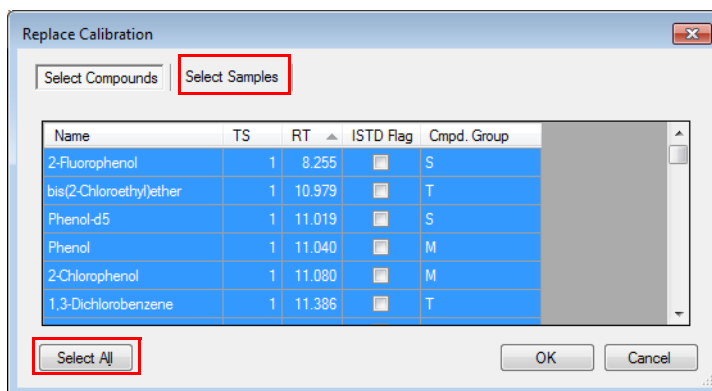 Replace Calibration
Select Compounds Select Samples
Name TS RT ISTD Flag Cmpd. Group
2-Fluorophenol 1 8.255 S
bis(2-Chloroethyl)ether 1 10.979 T
Phenol-d5 1 11.019 S
Phenol 1 11.040 M
2-Chlorophenol 1 11.080 M
1,3-Dichlorobenzene 1 11.386 T
Select All OK Cancel